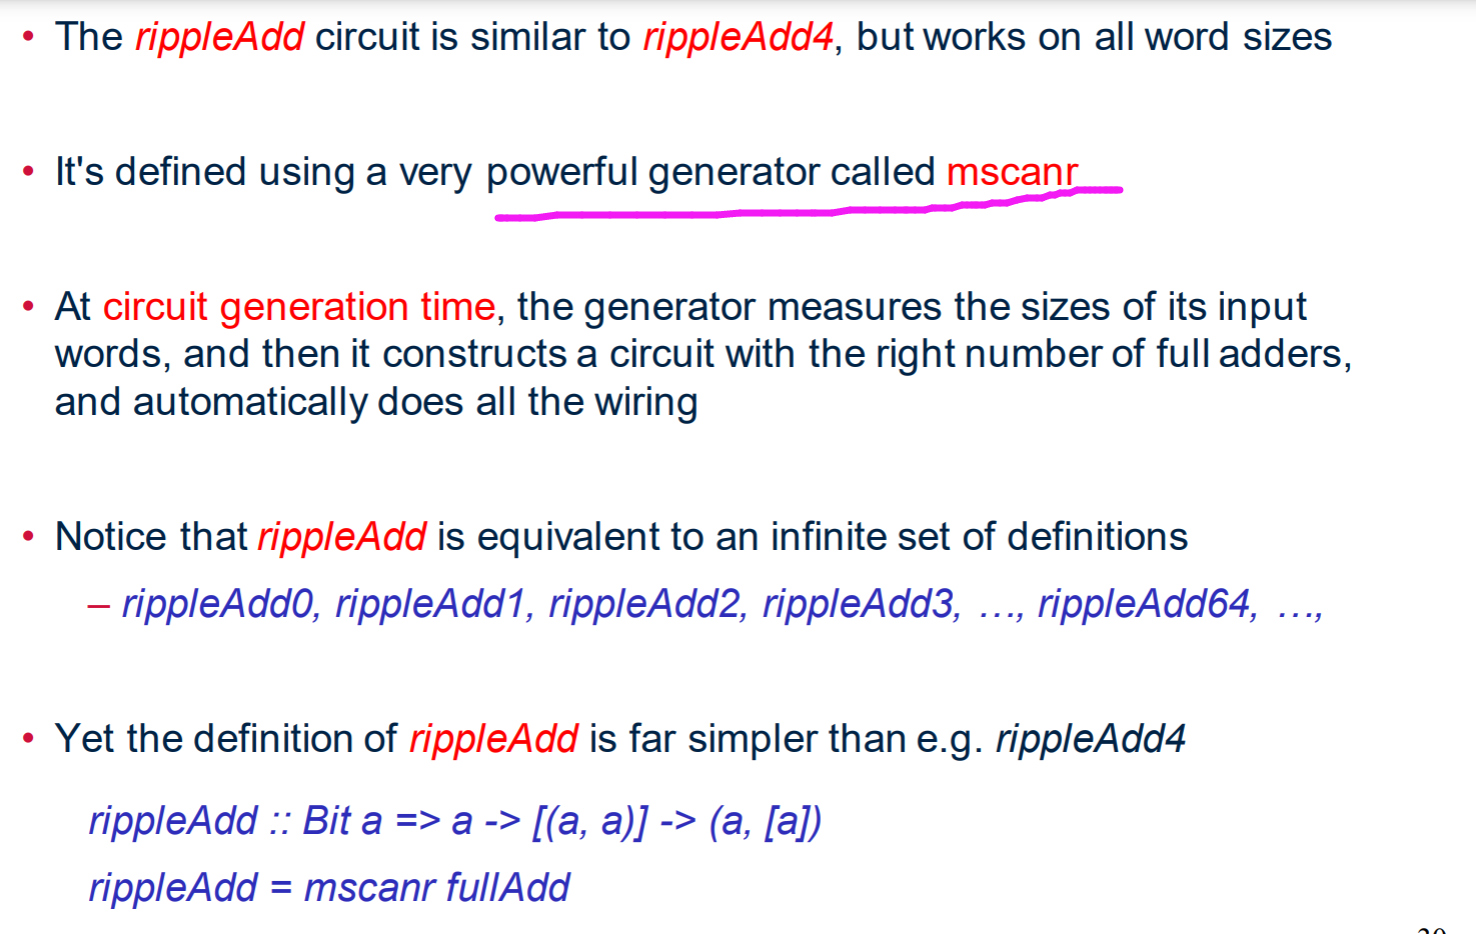 • The rippleAdd circuit is similar to rippleAdd4, but works on all word sizes
• It's defined using a very powerful generator called mscanr
• At circuit generation time, the generator measures the sizes of its input
words, and then it constructs a circuit with the right number of full adders,
and automatically does all the wiring
• Notice that rippleAdd is equivalent to an infinite set of definitions
– rippleAdd0, rippleAdd1, rippleAdd2, rippleAdd3, …, rippleAdd64, …,
• Yet the definition of rippleAdd is far simpler than e.g. rippleAdd4
rippleAdd :: Bit a => a -> [(a, a)] -> (a, [a])
rippleAdd = mscanr fullAdd